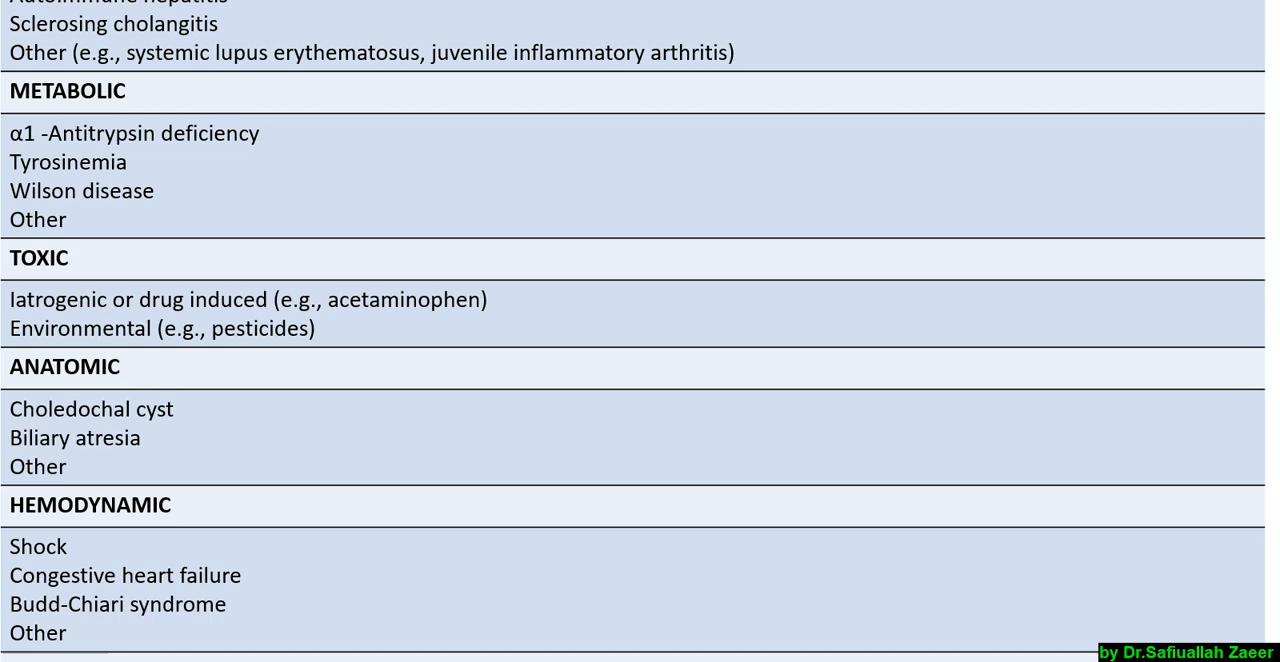 Autoimmune hepatitis
Sclerosing cholangitis
Other (e.g., systemic lupus erythematosus, juvenile inflammatory arthritis)
METABOLIC
α1 -Antitrypsin deficiency
Tyrosinemia
Wilson disease
Other
TOXIC
Iatrogenic or drug induced (e.g., acetaminophen)
Environmental (e.g., pesticides)
ANATOMIC
Choledochal cyst
Biliary atresia
Other
HEMODYNAMIC
Shock
Congestive heart failure
Budd-Chiari syndrome
Other
by Dr.Safiuallah Zaeer